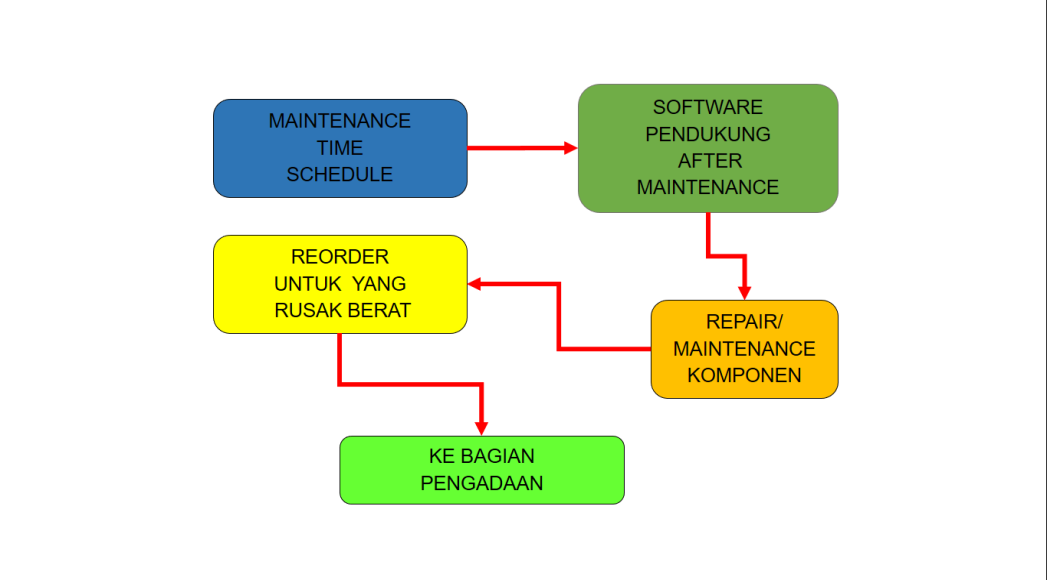 MAINTENANCE
TIME
SCHEDULE
SOFTWARE
PENDUKUNG
AFTER
MAINTENANCE
REPAIR/
MAINTENANCE
KOMPONEN
REORDER
UNTUK  YANG
RUSAK BERAT
KE BAGIAN
PENGADAAN